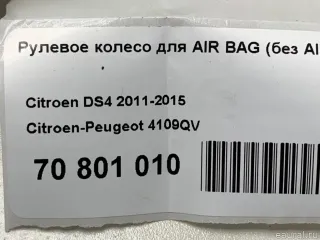 Рулевое колесо для AIR BAG (без AI
Citroen DS4 2011-2015
Citroen-Peugeot 4109QV
70 801 010